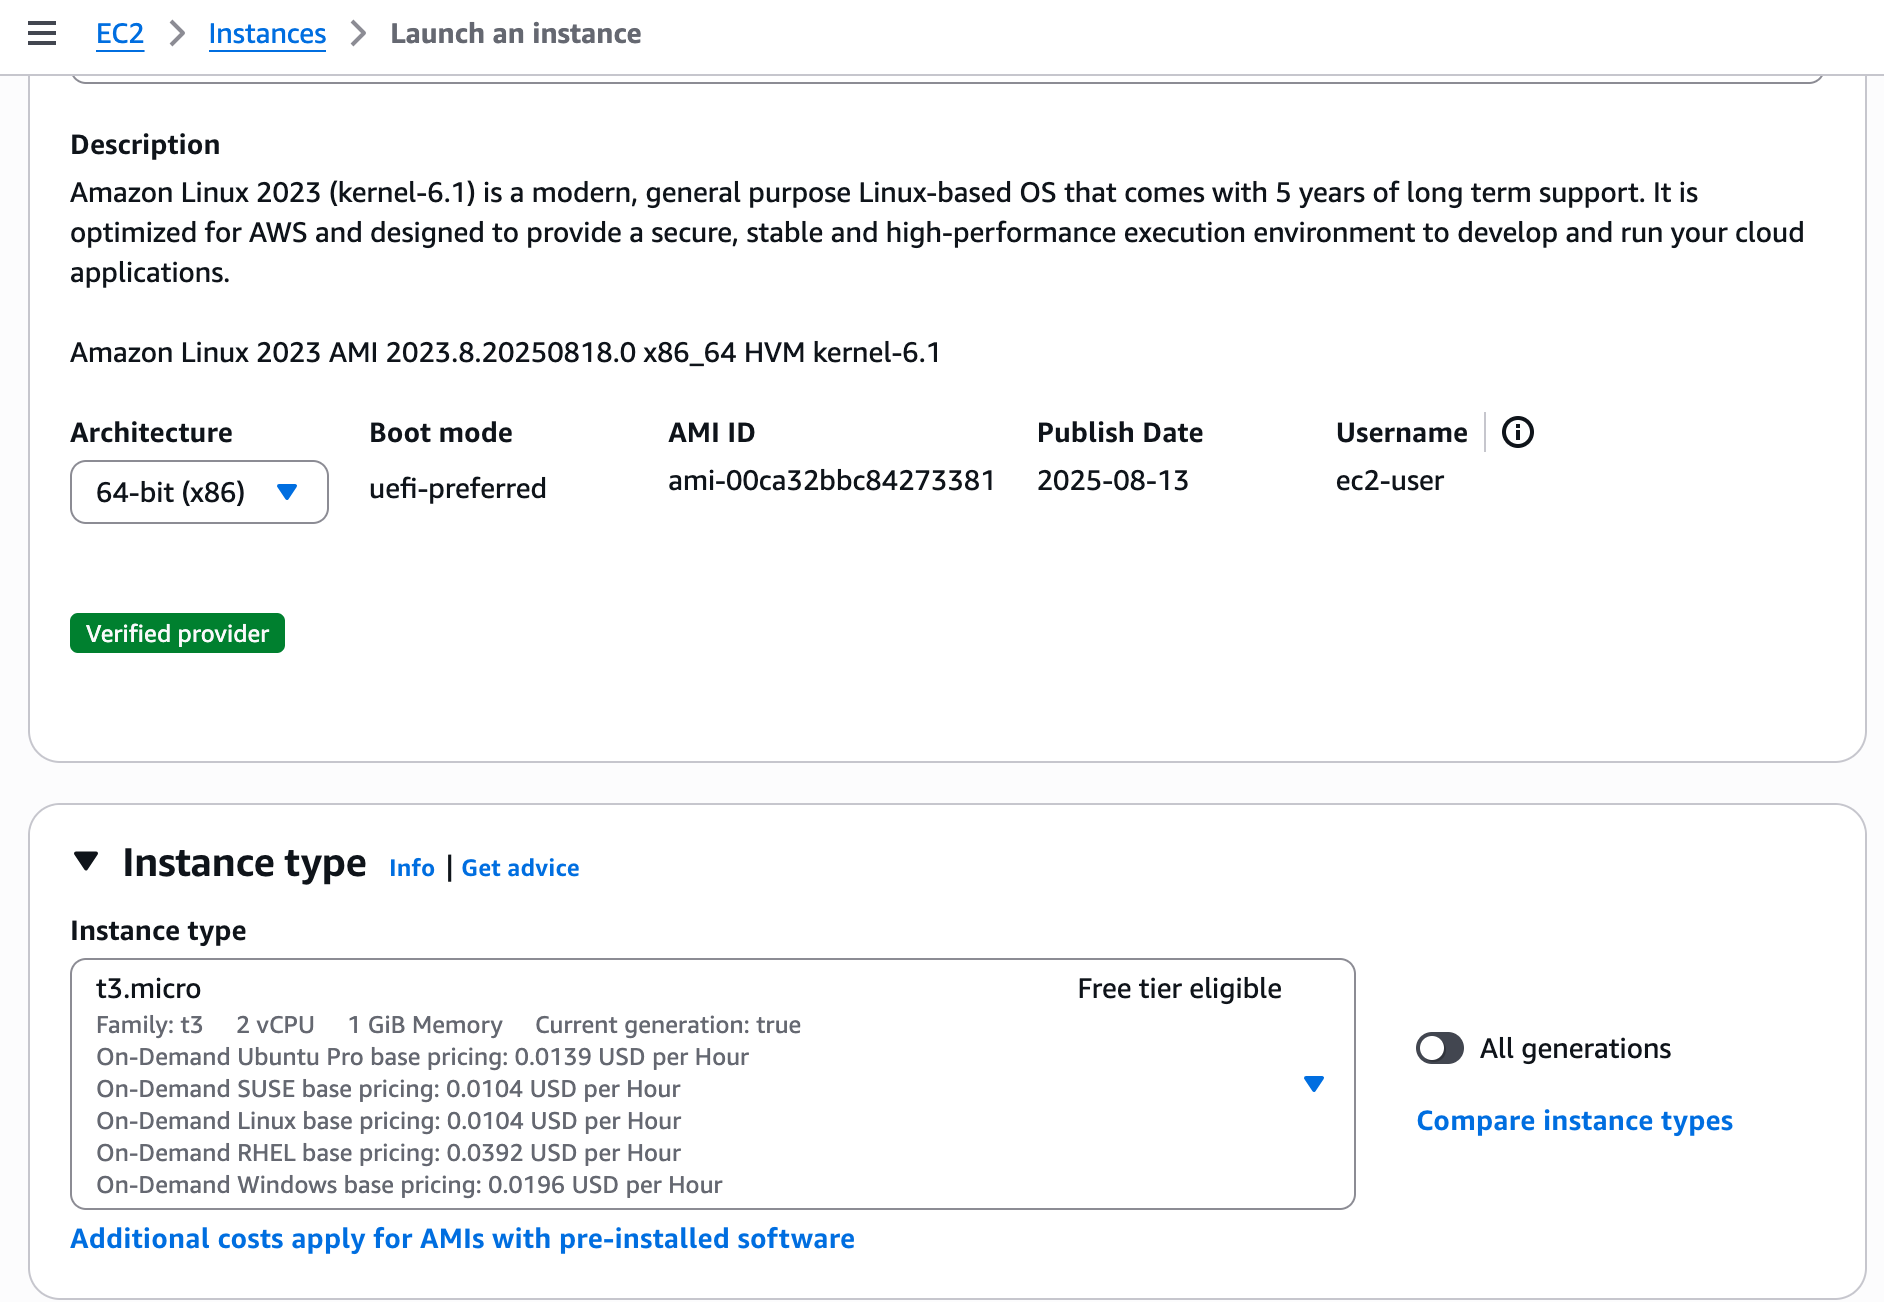 EC2 > Instances > Launch an instance
Description
Amazon Linux 2023 (kernel-6.1) is a modern, general purpose Linux-based OS that comes with 5 years of long term support. It is
optimized for AWS and designed to provide a secure, stable and high-performance execution environment to develop and run your cloud
applications.
Amazon Linux 2023 AMI 2023.8.20250818.0 x86_64 HVM kernel-6.1
Architecture Boot mode AMI ID Publish Date Username
64-bit (x86) uefi-preferred ami-00ca32bbc84273381 2025-08-13 ec2-user
Verified provider
Instance type Info | Get advice
Instance type
t3.micro Free tier eligible
Family: t3 2 vCPU 1 GiB Memory Current generation: true
On-Demand Ubuntu Pro base pricing: 0.0139 USD per Hour
On-Demand SUSE base pricing: 0.0104 USD per Hour
On-Demand Linux base pricing: 0.0104 USD per Hour
On-Demand RHEL base pricing: 0.0392 USD per Hour
On-Demand Windows base pricing: 0.0196 USD per Hour
All generations
Compare instance types
Additional costs apply for AMIs with pre-installed software